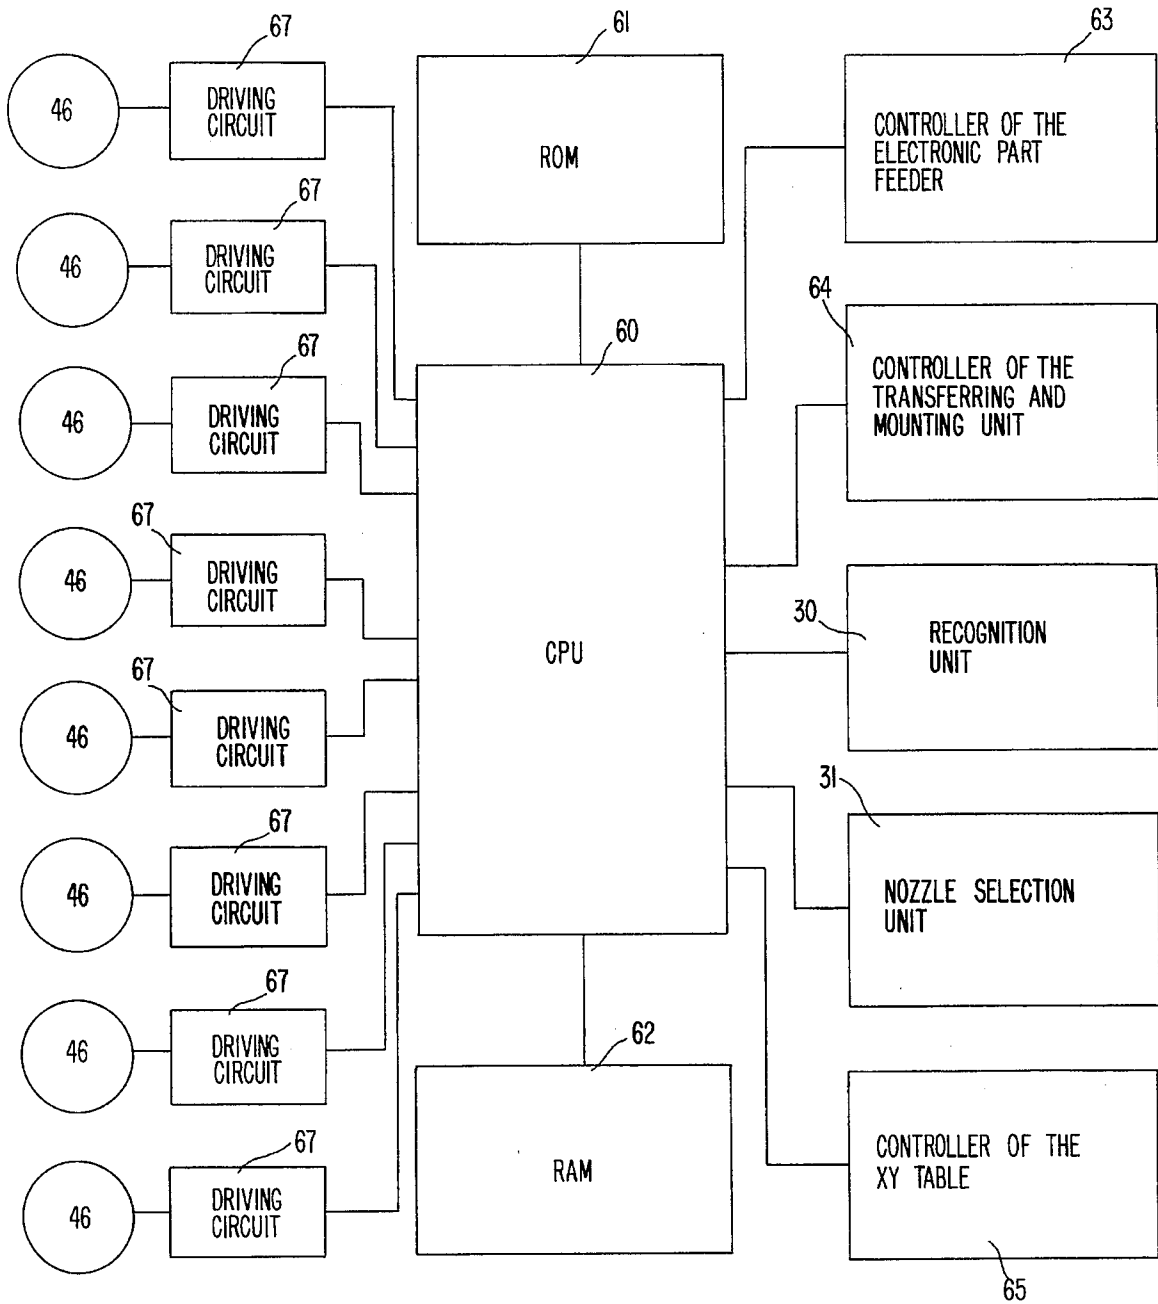 67
46
DRIVING
CIRCUIT
67
46
DRIVING
CIRCUIT
67
46
DRIVING
CIRCUIT
67
46
DRIVING
CIRCUIT
67
46
DRIVING
CIRCUIT
67
46
DRIVING
CIRCUIT
67
46
DRIVING
CIRCUIT
67
46
DRIVING
CIRCUIT
61
ROM
60
CPU
62
RAM
63
CONTROLLER OF THE
ELECTRONIC PART
FEEDER
64
CONTROLLER OF THE
TRANSFERRING AND
MOUNTING UNIT
30
RECOGNITION
UNIT
31
NOZZLE SELECTION
UNIT
CONTROLLER OF THE
XY TABLE
65